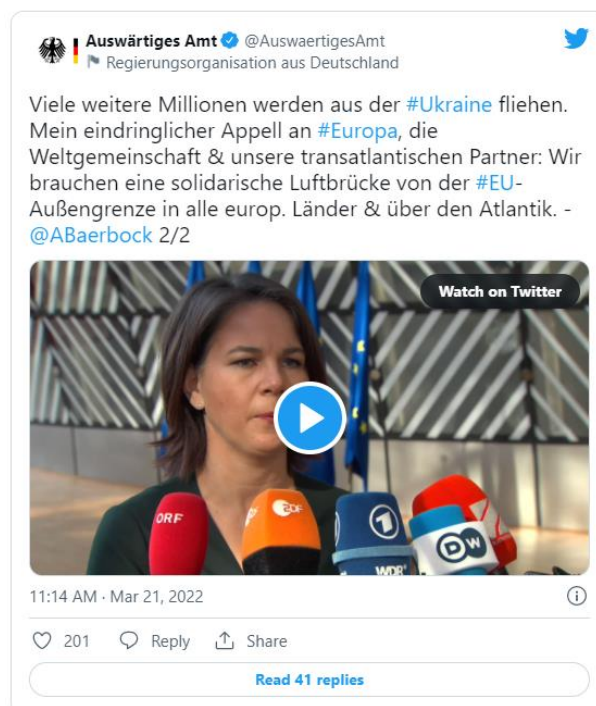 Auswärtiges Amt @AuswaertigesAmt
Regierungsorganisation aus Deutschland
Viele weitere Millionen werden aus der #Ukraine fliehen.
Mein eindringlicher Appell an #Europa, die
Weltgemeinschaft & unsere transatlantischen Partner: Wir
brauchen eine solidarische Luftbrücke von der #EU-
Außengrenze in alle europ. Länder & über den Atlantik. -
@ABaerbock 2/2
Watch on Twitter
ORF
ZDF
1
WDR
DW
11:14 AM · Mar 21, 2022
201 Reply Share
Read 41 replies